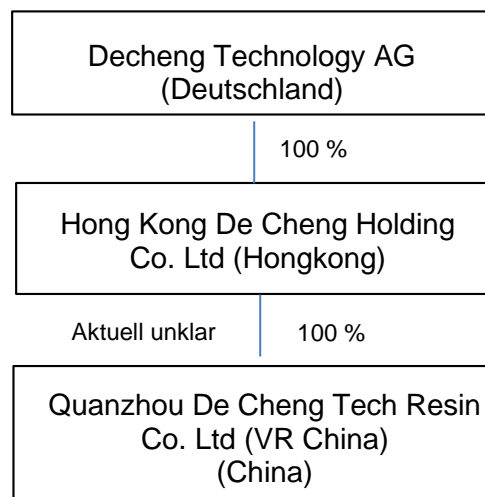 Decheng Technology AG
(Deutschland)
100 %
Hong Kong De Cheng Holding
Co. Ltd (Hongkong)
Aktuell unklar 100 %
Quanzhou De Cheng Tech Resin
Co. Ltd (VR China)
(China)